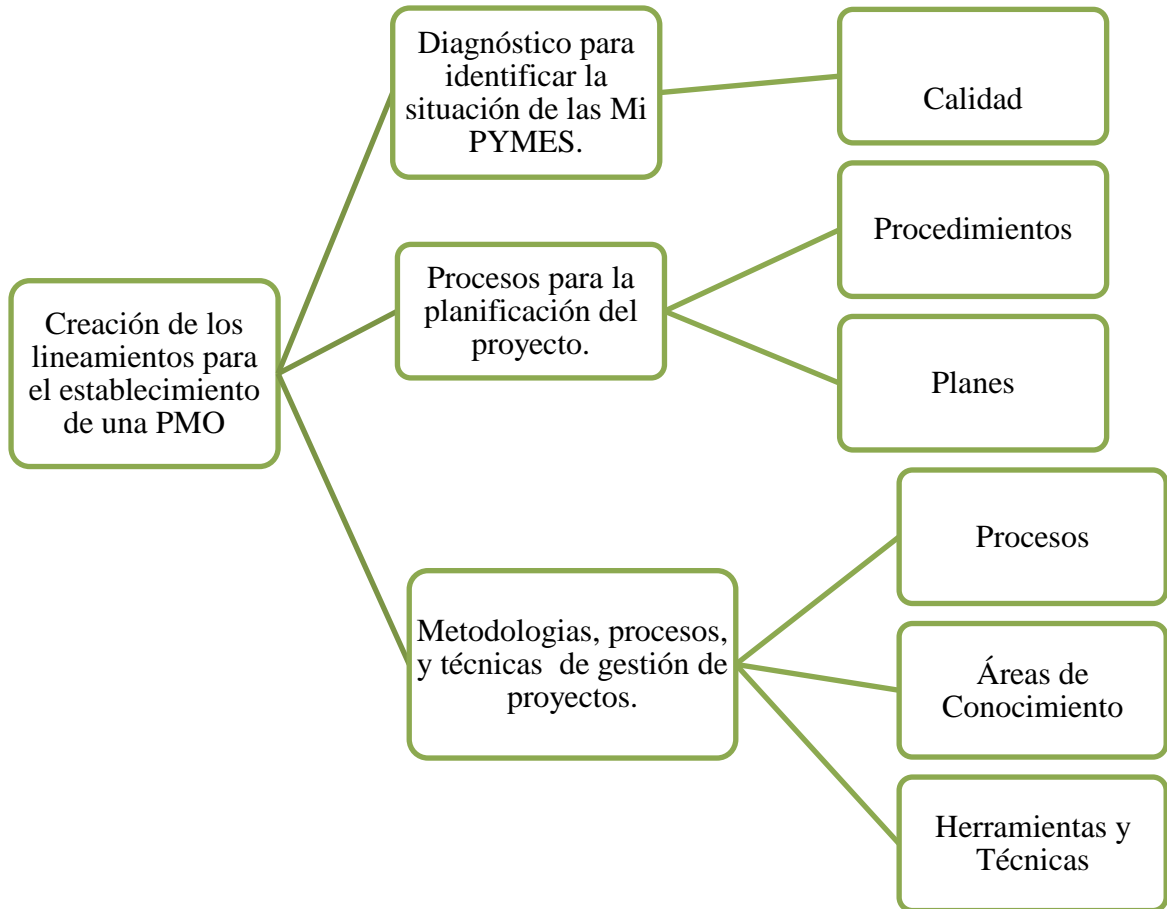 Diagnóstico para
identificar la
situación de las Mi
PYMES.
Calidad
Procedimientos
Procesos para la
planificación del
proyecto.
Creación de los
lineamientos para
el establecimiento
de una PMO
Planes
Procesos
Metodologias, procesos,
y técnicas de gestión de
proyectos.
Áreas de
Conocimiento
Herramientas y
Técnicas